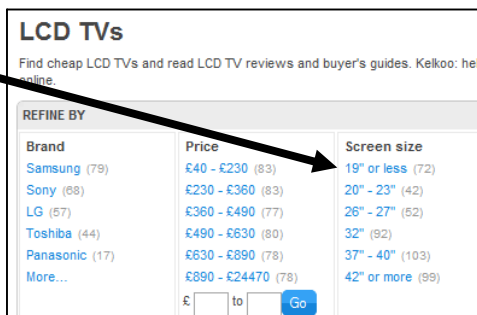 LCD TVs
Find cheap LCD TVs and read LCD TV reviews and buyer's guides. Kelkoo:
online.
REFINE BY
Brand
Samsung (79)
Sony (68)
LG (57)
Toshiba (44)
Panasonic (17)
More...
Price
£40 - £230 (83)
£230 - £360 (83)
£360 - £490 (77)
£490 - £630 (80)
£630 - £890 (78)
£890 - £24470 (78)
£ to Go
Screen size
19" or less (72)
20" - 23" (42)
26" - 27" (52)
32" (92)
37" - 40" (103)
42" or more (99)